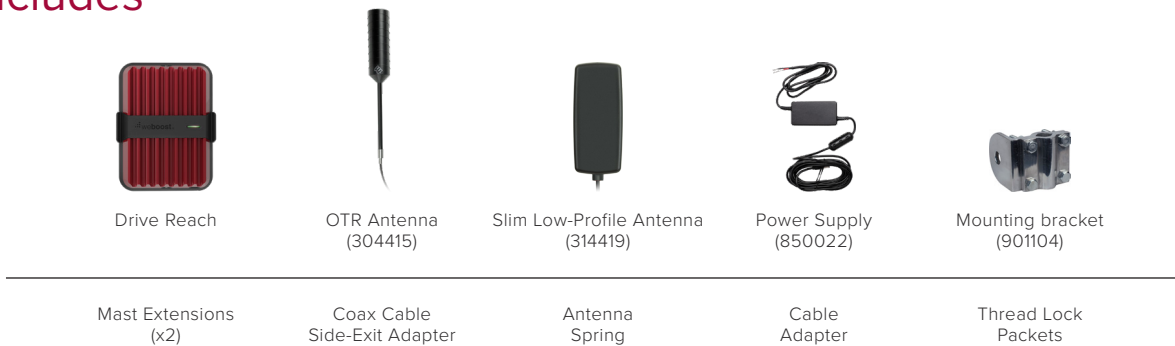 Drive Reach
OTR Antenna
(304415)
Slim Low-Profile Antenna
(314419)
Power Supply
(850022)
Mounting bracket
(901104)
Mast Extensions
(x2)
Coax Cable
Side-Exit Adapter
Antenna
Spring
Cable
Adapter
Thread Lock
Packets